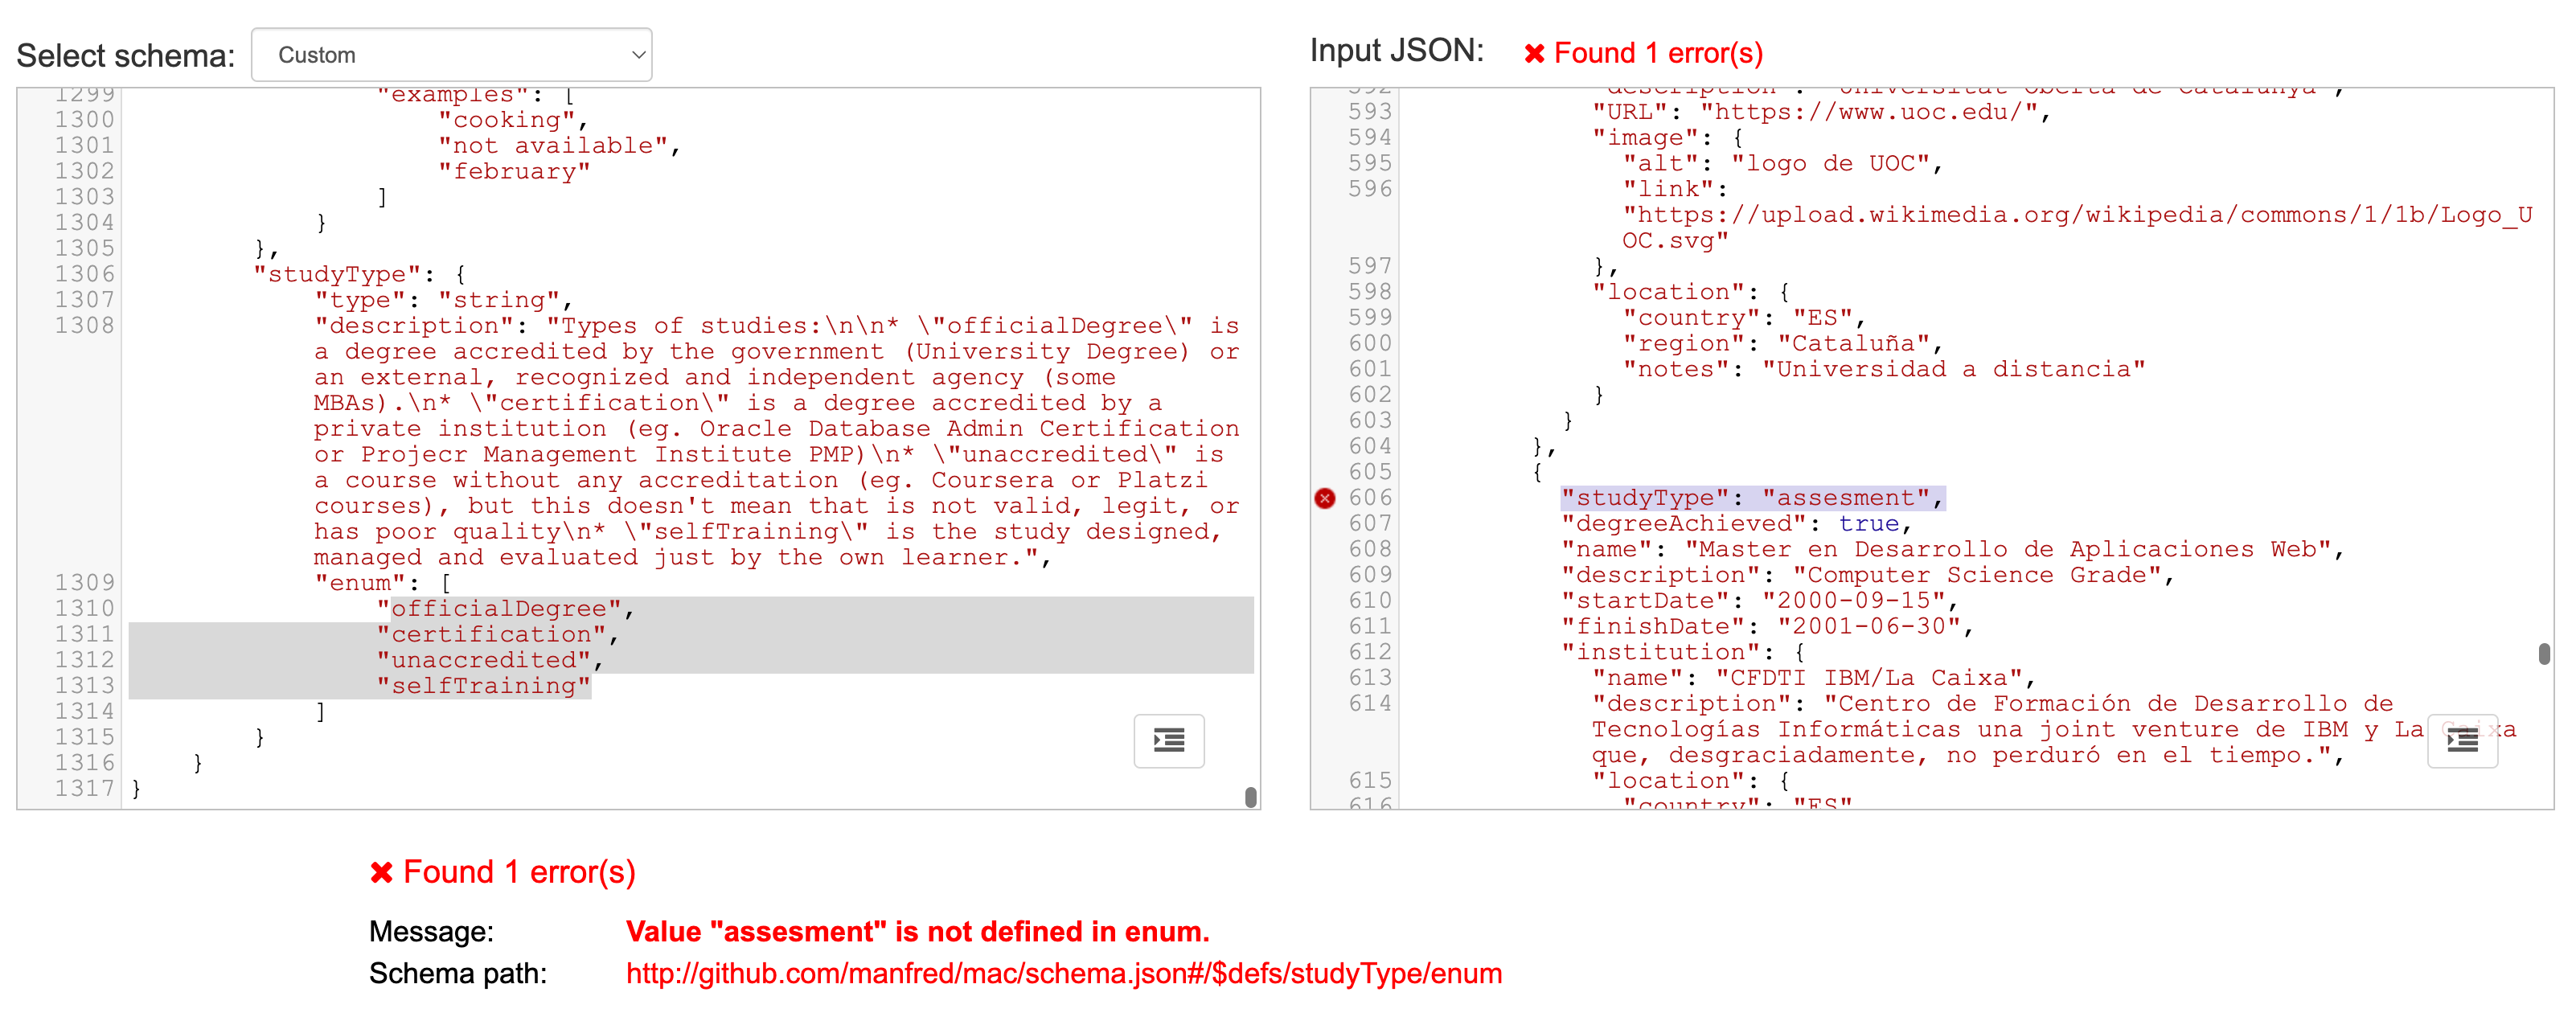 Select schema: Custom
1299 "examples": [
1300 "cooking",
1301 "not available",
1302 "february"
1303 ]
1304 }
1305 },
1306 "studyType": {
1307 "type": "string",
1308 "description": "Types of studies:\n\n* \"officialDegree\" is
a degree accredited by the government (University Degree) or
an external, recognized and independent agency (some
MBAs).\n* \"certification\" is a degree accredited by a
private institution (eg. Oracle Database Admin Certification
or Projecr Management Institute PMP)\n* \"unaccredited\" is
a course without any accreditation (eg. Coursera or Platzi
courses), but this doesn't mean that is not valid, legit, or
has poor quality\n* \"selfTraining\" is the study designed,
managed and evaluated just by the own learner.",
1309 "enum": [
1310 "officialDegree",
1311 "certification",
1312 "unaccredited",
1313 "selfTraining"
1314 ]
1315 }
1316 }
1317 }
Input JSON: Found 1 error(s)
592 "description": "Universitat Oberta de Catalunya",
593 "URL": "https://www.uoc.edu/",
594 "image": {
595 "alt": "logo de UOC",
596 "link":
"https://upload.wikimedia.org/wikipedia/commons/1/1b/Logo_U
OC.svg"
597 },
598 "location": {
599 "country": "ES",
600 "region": "Cataluña",
601 "notes": "Universidad a distancia"
602 }
603 }
604 },
605 {
606 "studyType": "assesment",
607 "degreeAchieved": true,
608 "name": "Master en Desarrollo de Aplicaciones Web",
609 "description": "Computer Science Grade",
610 "startDate": "2000-09-15",
611 "finishDate": "2001-06-30",
612 "institution": {
613 "name": "CFDTI IBM/La Caixa",
614 "description": "Centro de Formación de Desarrollo de
Tecnologías Informáticas una joint venture de IBM y La Caixa
que, desgraciadamente, no perduró en el tiempo.",
615 "location": {
616 "country": "ES"
Found 1 error(s)
Message: Value "assesment" is not defined in enum.
Schema path: http://github.com/manfred/mac/schema.json#/$defs/studyType/enum